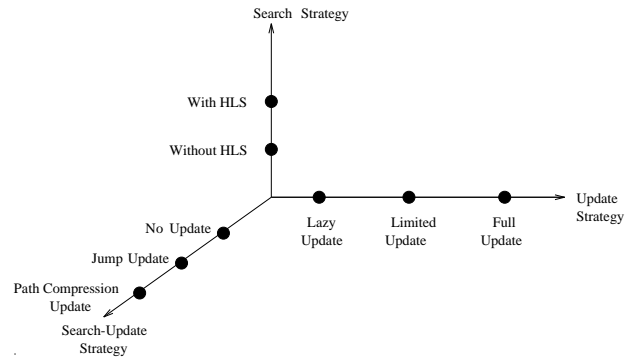 Search Strategy
With HLS
Without HLS
Update
Strategy
Lazy
Update
Limited
Update
Full
Update
No Update
Jump Update
Path Compression
Update
Search-Update
Strategy